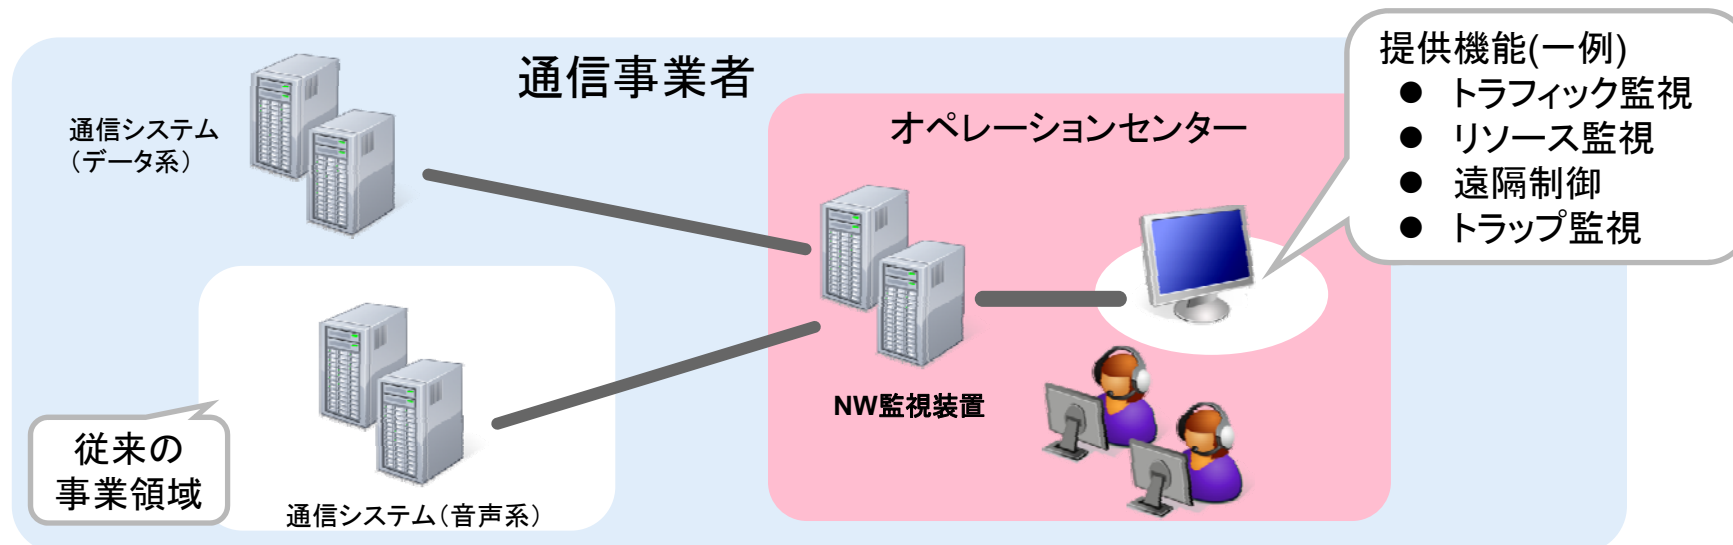 通信事業者
通信システム
（データ系）
オペレーションセンター
提供機能(一例)
● トラフィック監視
● リソース監視
● 遠隔制御
● トラップ監視
NW監視装置
従来の
事業領域
通信システム（音声系）